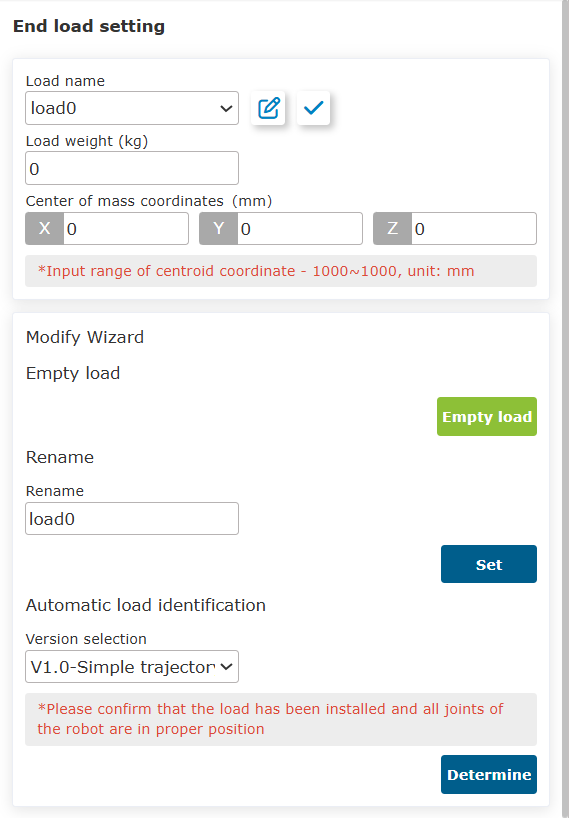 End load setting
Load name
load0
Load weight (kg)
0
Center of mass coordinates (mm)
X 0 Y 0 Z 0
*Input range of centroid coordinate - 1000~1000, unit: mm
Modify Wizard
Empty load
Empty load
Rename
Rename
load0
Set
Automatic load identification
Version selection
V1.0-Simple trajector
*Please confirm that the load has been installed and all joints of
the robot are in proper position
Determine